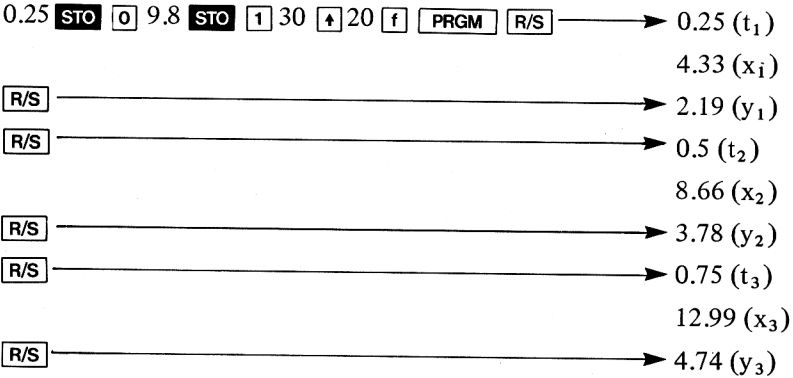 0.25 STO 0 9.8 STO 1 30 ↑ 20 f PRGM R/S → 0.25 (t₁)
4.33 (xᵢ)
R/S → 2.19 (y₁)
R/S → 0.5 (t₂)
8.66 (x₂)
R/S → 3.78 (y₂)
R/S → 0.75 (t₃)
12.99 (x₃)
R/S → 4.74 (y₃)